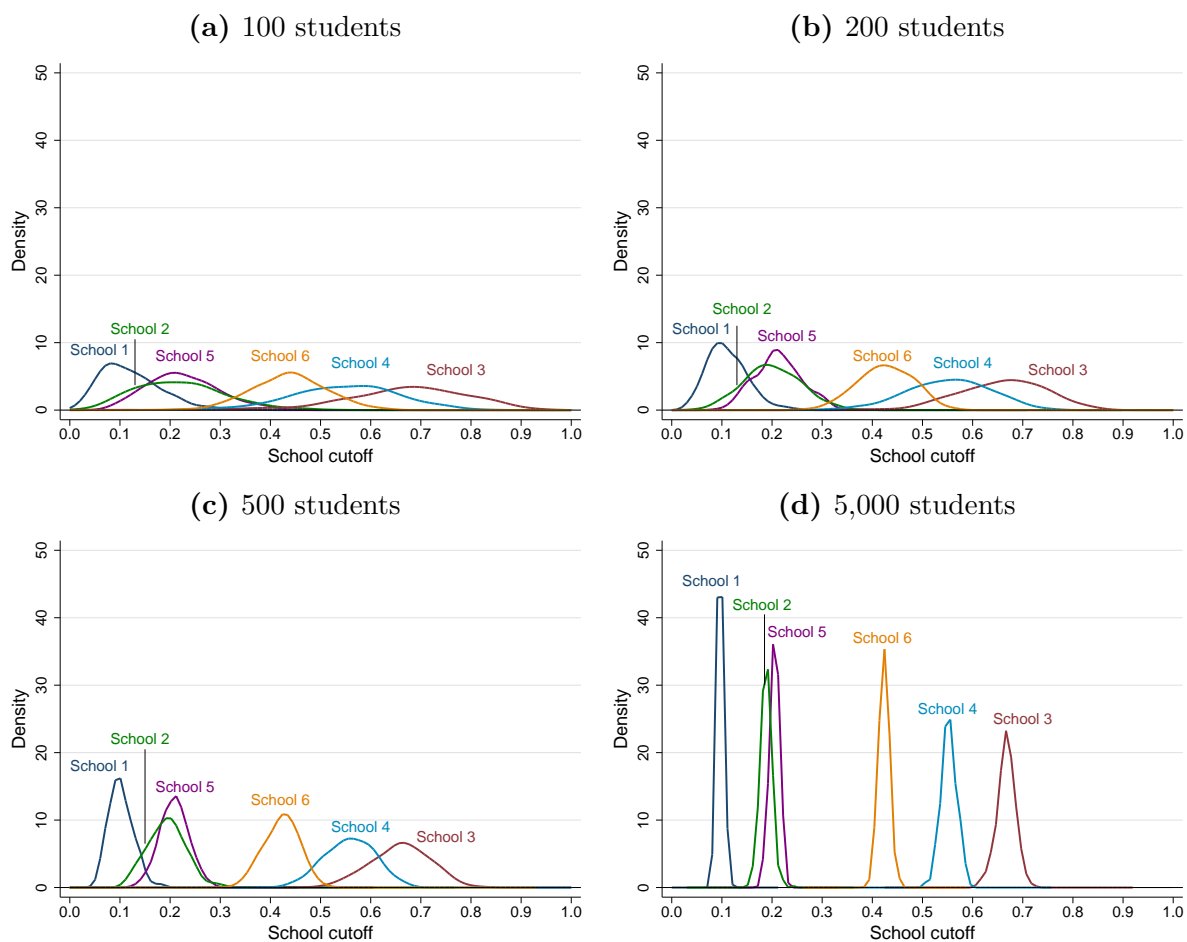 (a) 100 students
50
40
30
20
10
0
Density
School 1
School 2
School 5
School 6
School 4
School 3
0.0 0.1 0.2 0.3 0.4 0.5 0.6 0.7 0.8 0.9 1.0
School cutoff
(b) 200 students
50
40
30
20
10
0
Density
School 1
School 2
School 5
School 6
School 4
School 3
0.0 0.1 0.2 0.3 0.4 0.5 0.6 0.7 0.8 0.9 1.0
School cutoff
(c) 500 students
50
40
30
20
10
0
Density
School 1
School 2
School 5
School 6
School 4
School 3
0.0 0.1 0.2 0.3 0.4 0.5 0.6 0.7 0.8 0.9 1.0
School cutoff
(d) 5,000 students
50
40
30
20
10
0
Density
School 1
School 2
School 5
School 6
School 4
School 3
0.0 0.1 0.2 0.3 0.4 0.5 0.6 0.7 0.8 0.9 1.0
School cutoff